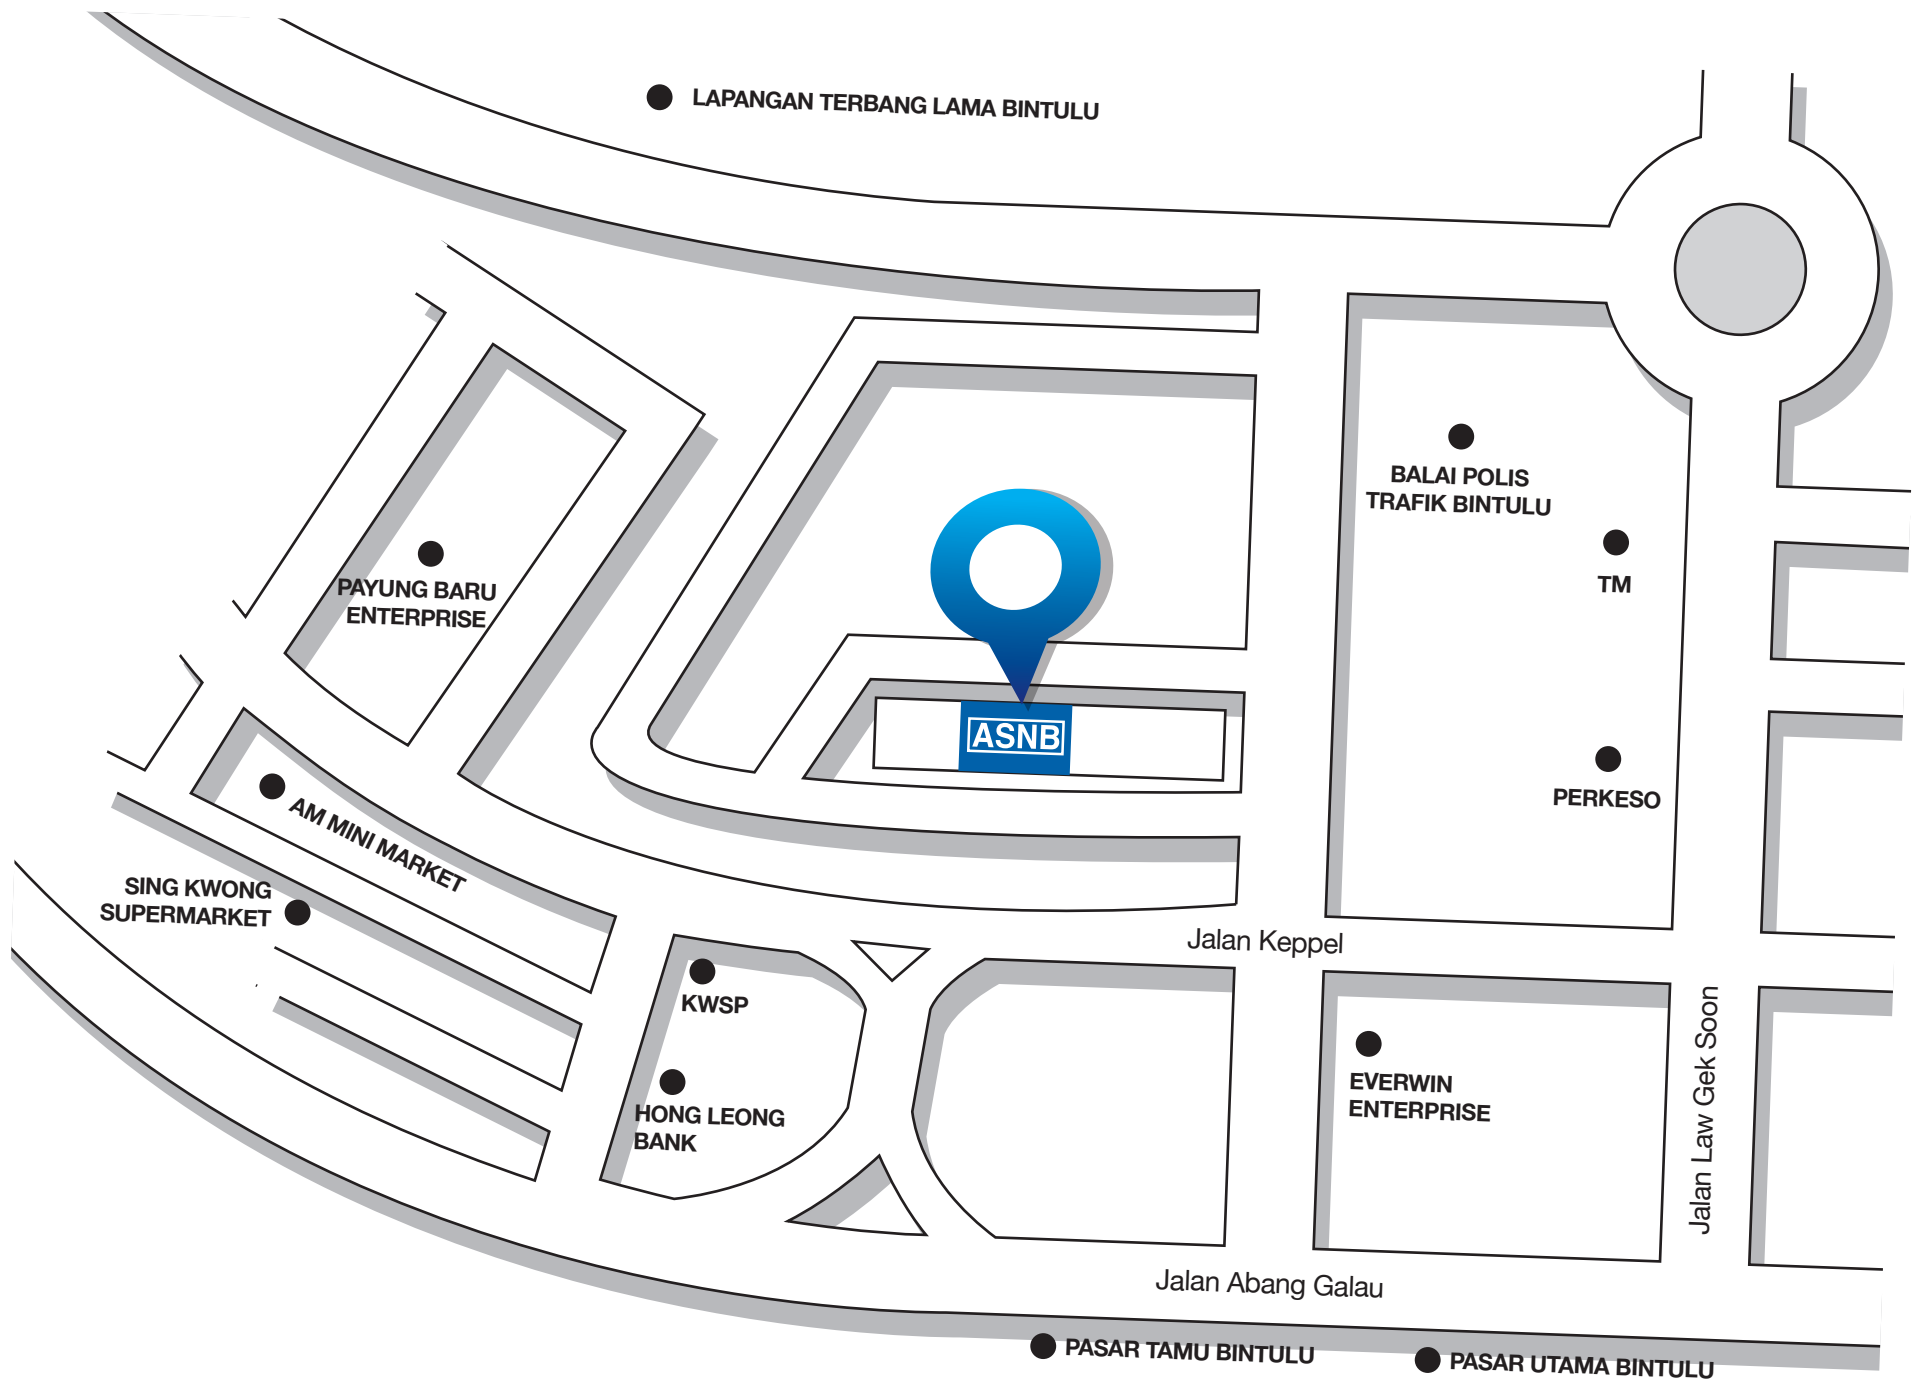 LAPANGAN TERBANG LAMA BINTULU
BALAI POLIS
TRAFIK BINTULU
TM
PAYUNG BARU
ENTERPRISE
ASNB
PERKESO
AM MINI MARKET
SING KWONG
SUPERMARKET
Jalan Keppel
KWSP
Jalan Law Gek Soon
EVERWIN
ENTERPRISE
HONG LEONG
BANK
Jalan Abang Galau
PASAR TAMU BINTULU
PASAR UTAMA BINTULU